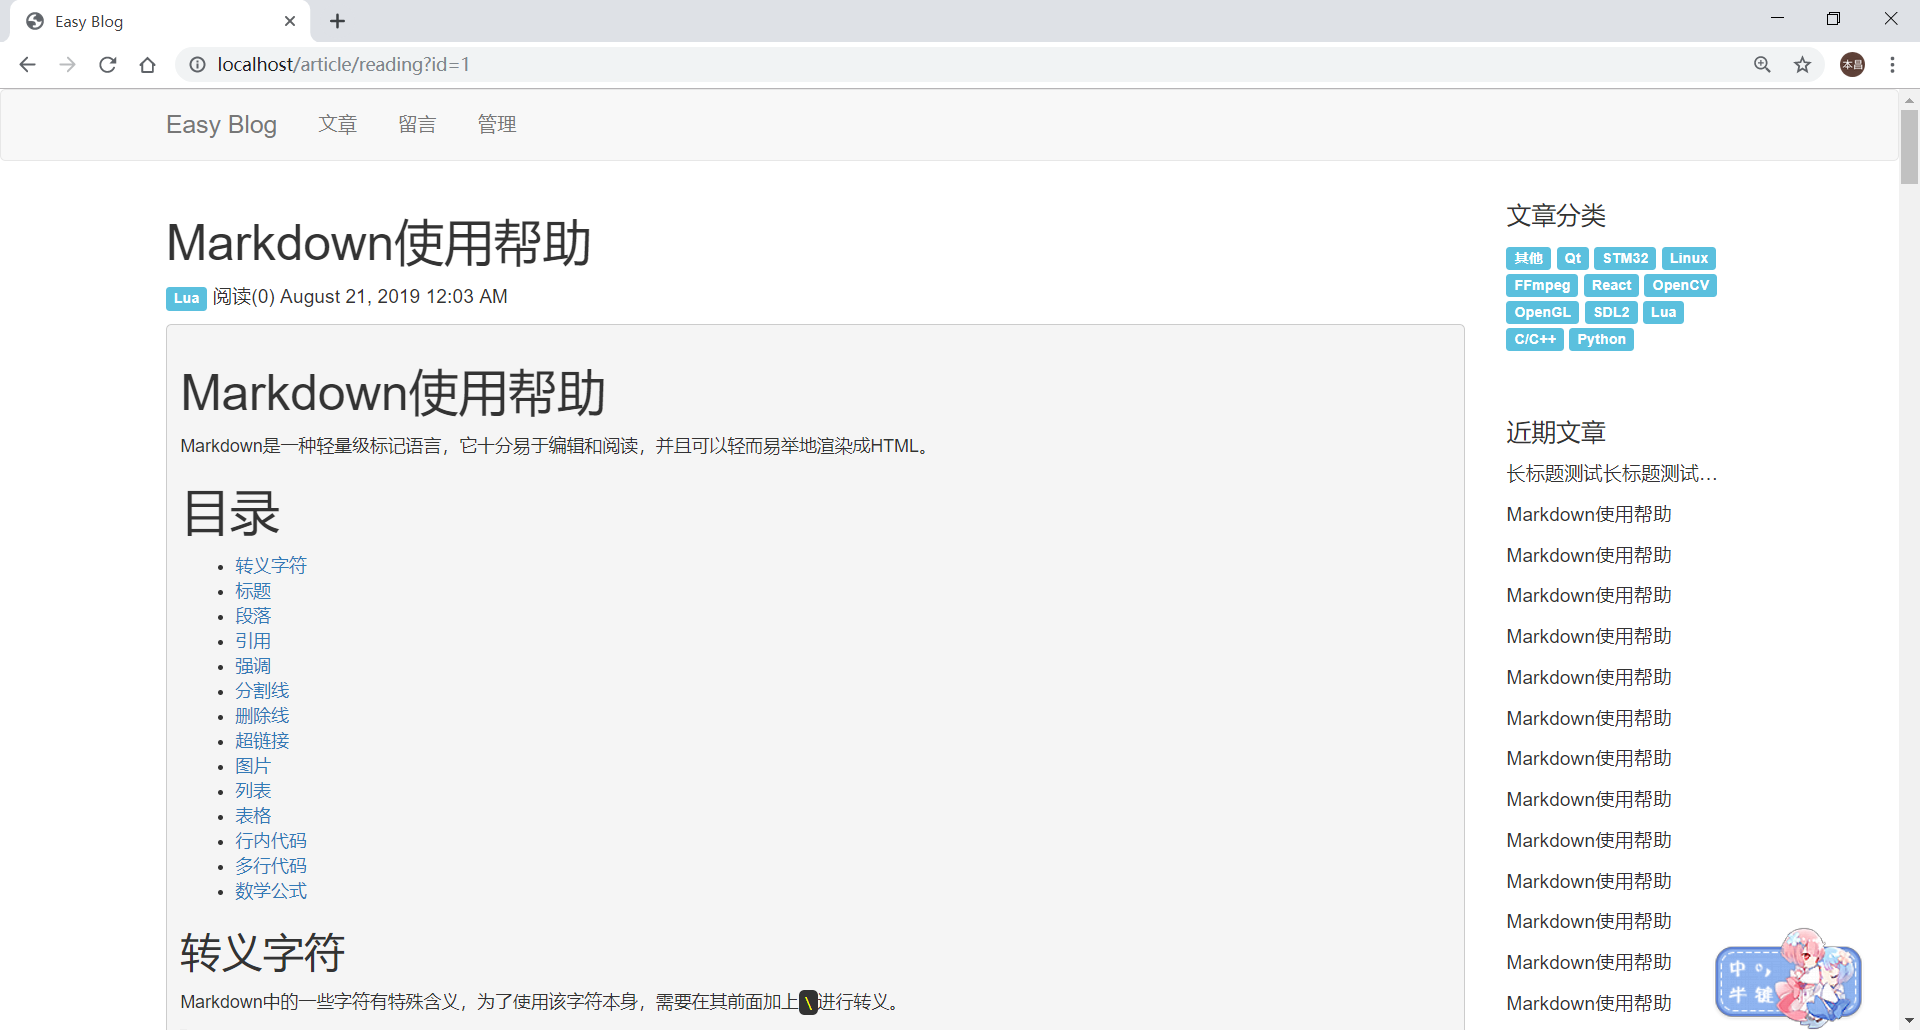 Easy Blog
localhost/article/reading?id=1
本昌
Easy Blog 文章 留言 管理
Markdown使用帮助
Lua 阅读(0) August 21, 2019 12:03 AM
Markdown使用帮助
Markdown是一种轻量级标记语言，它十分易于编辑和阅读，并且可以轻而易举地渲染成HTML。
目录
转义字符
标题
段落
引用
强调
分割线
删除线
超链接
图片
列表
表格
行内代码
多行代码
数学公式
转义字符
Markdown中的一些字符有特殊含义，为了使用该字符本身，需要在其前面加上\进行转义。
文章分类
其他 Qt STM32 Linux
FFmpeg React OpenCV
OpenGL SDL2 Lua
C/C++ Python
近期文章
长标题测试长标题测试...
Markdown使用帮助
Markdown使用帮助
Markdown使用帮助
Markdown使用帮助
Markdown使用帮助
Markdown使用帮助
Markdown使用帮助
Markdown使用帮助
Markdown使用帮助
Markdown使用帮助
Markdown使用帮助
Markdown使用帮助
Markdown使用帮助
中 ，
半 键